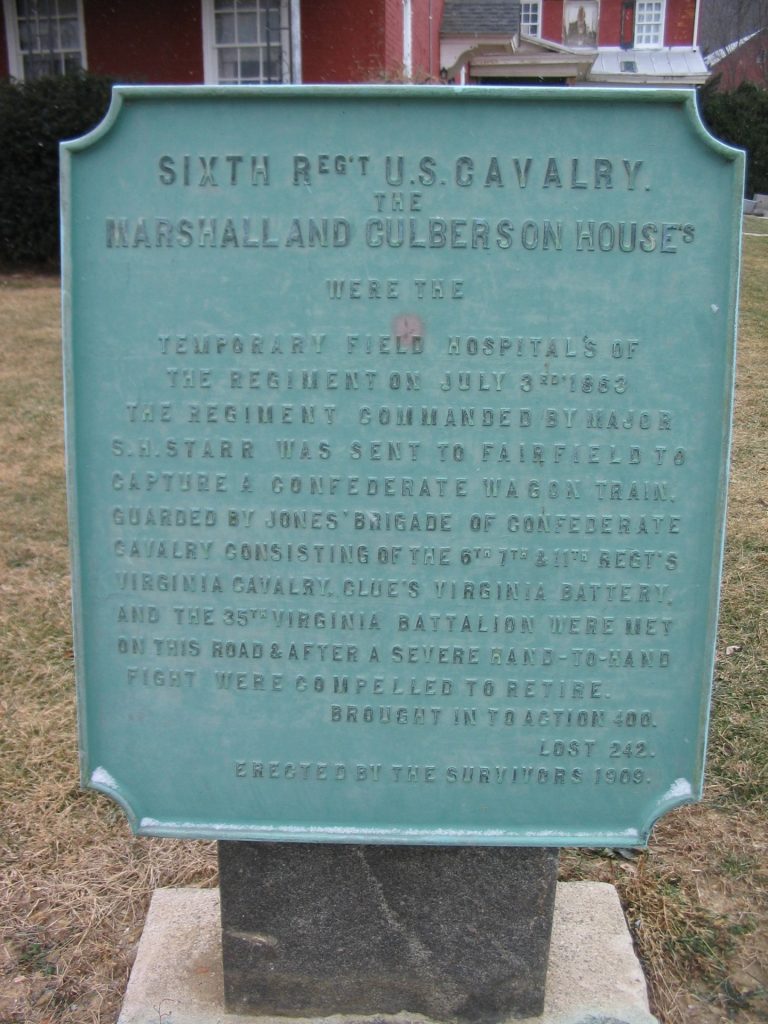 SIXTH REG'T U.S. CAVALRY.
THE
MARSHALL AND CULBERSON HOUSE'S
WERE THE
TEMPORARY FIELD HOSPITAL'S OF
THE REGIMENT ON JULY 3RD 1863
THE REGIMENT COMMANDED BY MAJOR
S.H. STARR WAS SENT TO FAIRFIELD TO
CAPTURE A CONFEDERATE WAGON TRAIN,
GUARDED BY JONES' BRIGADE OF CONFEDERATE
CAVALRY CONSISTING OF THE 6TH 7TH & 11TH REGT'S
VIRGINIA CAVALRY, CLUE'S VIRGINIA BATTERY,
AND THE 35TH VIRGINIA BATTALION WERE MET
ON THIS ROAD & AFTER A SEVERE HAND-TO-HAND
FIGHT WERE COMPELLED TO RETIRE.
BROUGHT IN TO ACTION 400.
LOST 242.
ERECTED BY THE SURVIVORS 1909.